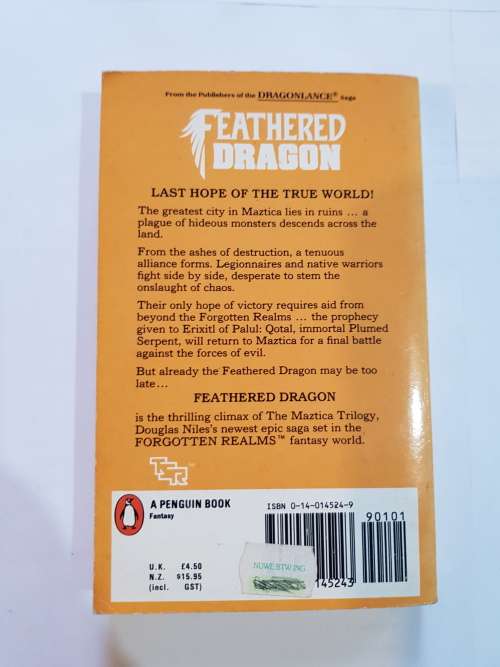 From the Publishers of the DRAGONLANCE® Saga
FEATHERED
DRAGON
LAST HOPE OF THE TRUE WORLD!
The greatest city in Maztica lies in ruins ... a
plague of hideous monsters descends across the
land.
From the ashes of destruction, a tenuous
alliance forms. Legionnaires and native warriors
fight side by side, desperate to stem the
onslaught of chaos.
Their only hope of victory requires aid from
beyond the Forgotten Realms ... the prophecy
given to Erixitl of Palul: Qotal, immortal Plumed
Serpent, will return to Maztica for a final battle
against the forces of evil.
But already the Feathered Dragon may be too
late...
FEATHERED DRAGON
is the thrilling climax of The Maztica Trilogy,
Douglas Niles's newest epic saga set in the
FORGOTTEN REALMS™ fantasy world.
TSR™
A PENGUIN BOOK
Fantasy
ISBN 0-14-014524-9
90101
U.K. £4.50
N.Z. $15.95
(incl. GST)
NUWE BTW ING
145243